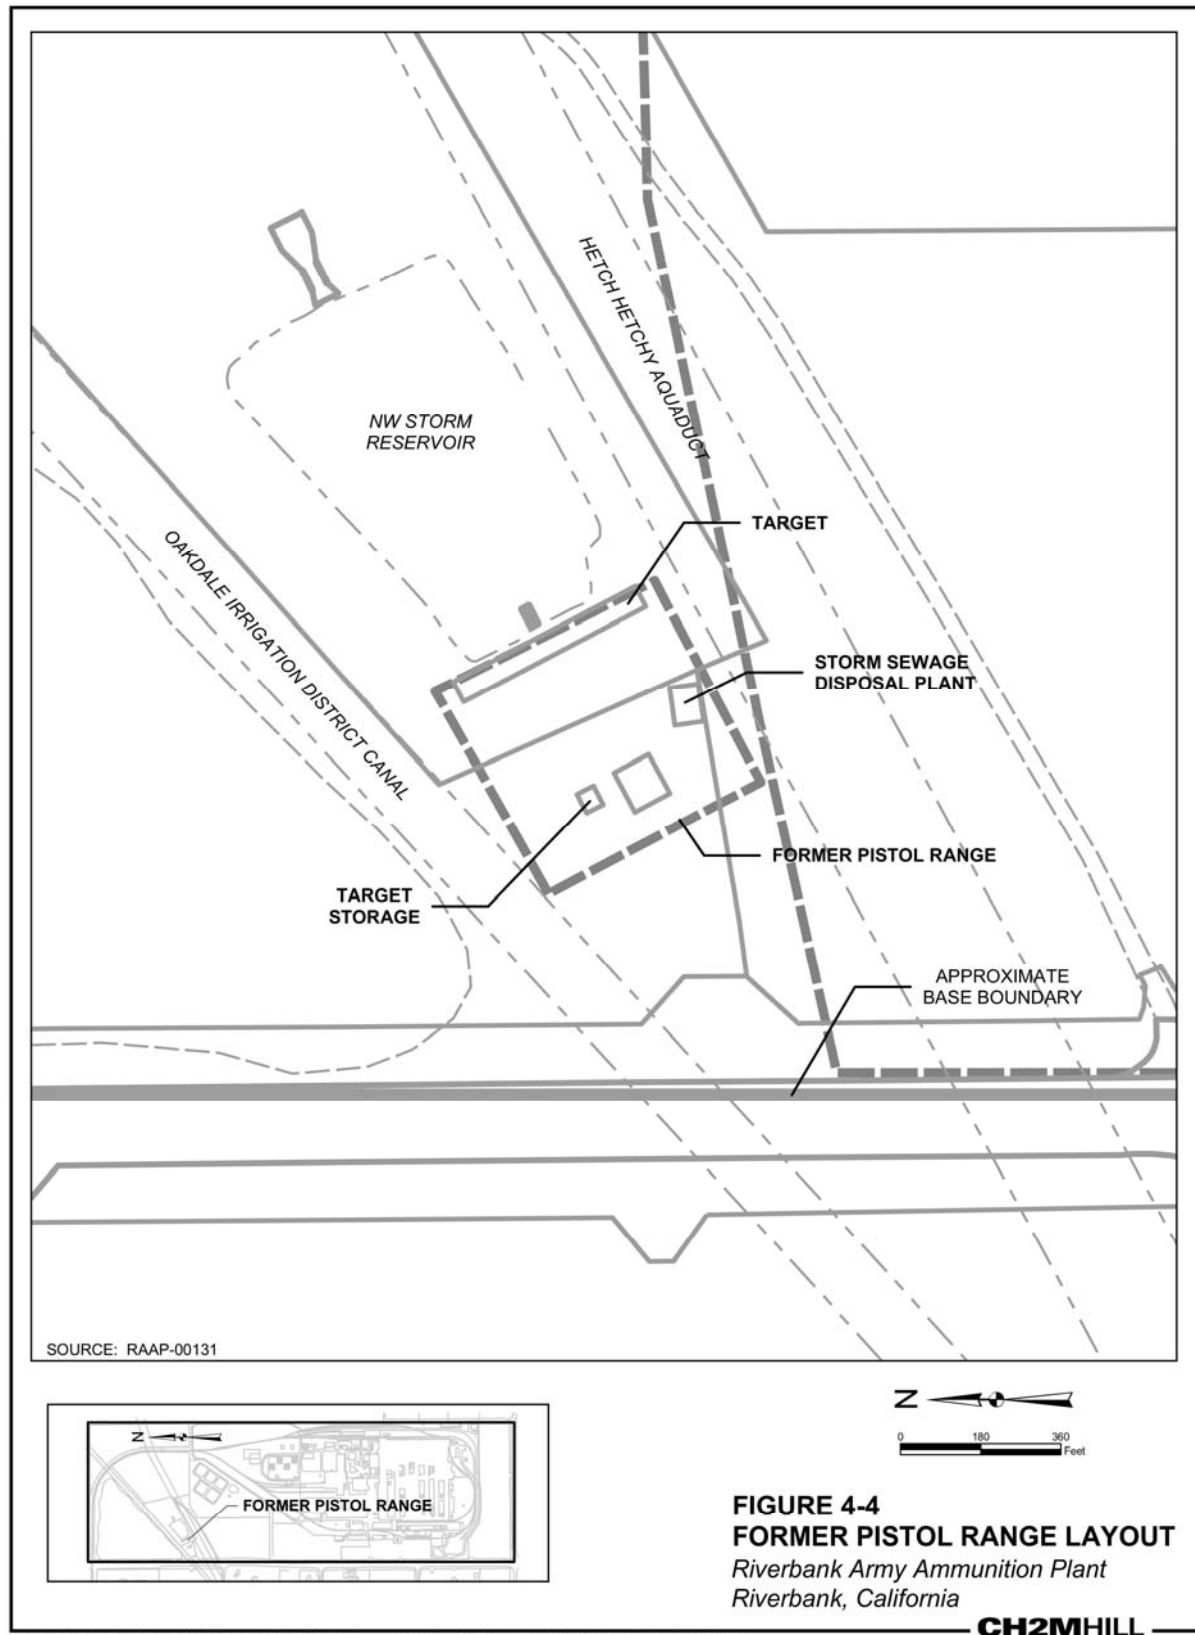 HETCH HETCHY AQUADUCT
NW STORM
RESERVOIR
TARGET
OAKDALE IRRIGATION DISTRICT CANAL
STORM SEWAGE
DISPOSAL PLANT
FORMER PISTOL RANGE
TARGET
STORAGE
APPROXIMATE
BASE BOUNDARY
SOURCE: RAAP-00131
N
0 180 360
Feet
N
FORMER PISTOL RANGE
FIGURE 4-4
FORMER PISTOL RANGE LAYOUT
Riverbank Army Ammunition Plant
Riverbank, California
CH2MHILL